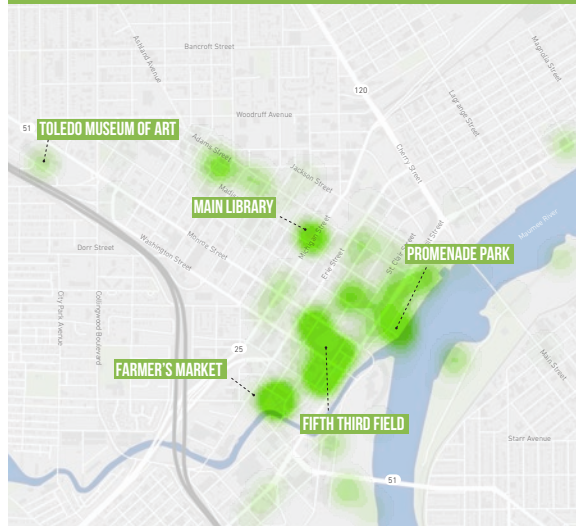 Bancroft Street
Ashland Avenue
Magnolia Street
120
Lagrange Street
Woodruff Avenue
51
TOLEDO MUSEUM OF ART
Adams Street
Cherry Street
Jackson Street
MAIN LIBRARY
Michigan Street
Maumee River
Monroe Street
Washington Street
Dorr Street
Erie Street
St Clair Street
PROMENADE PARK
City Park Avenue
Collingwood Boulevard
25
Main Street
FARMER'S MARKET
FIFTH THIRD FIELD
Starr Avenue
51